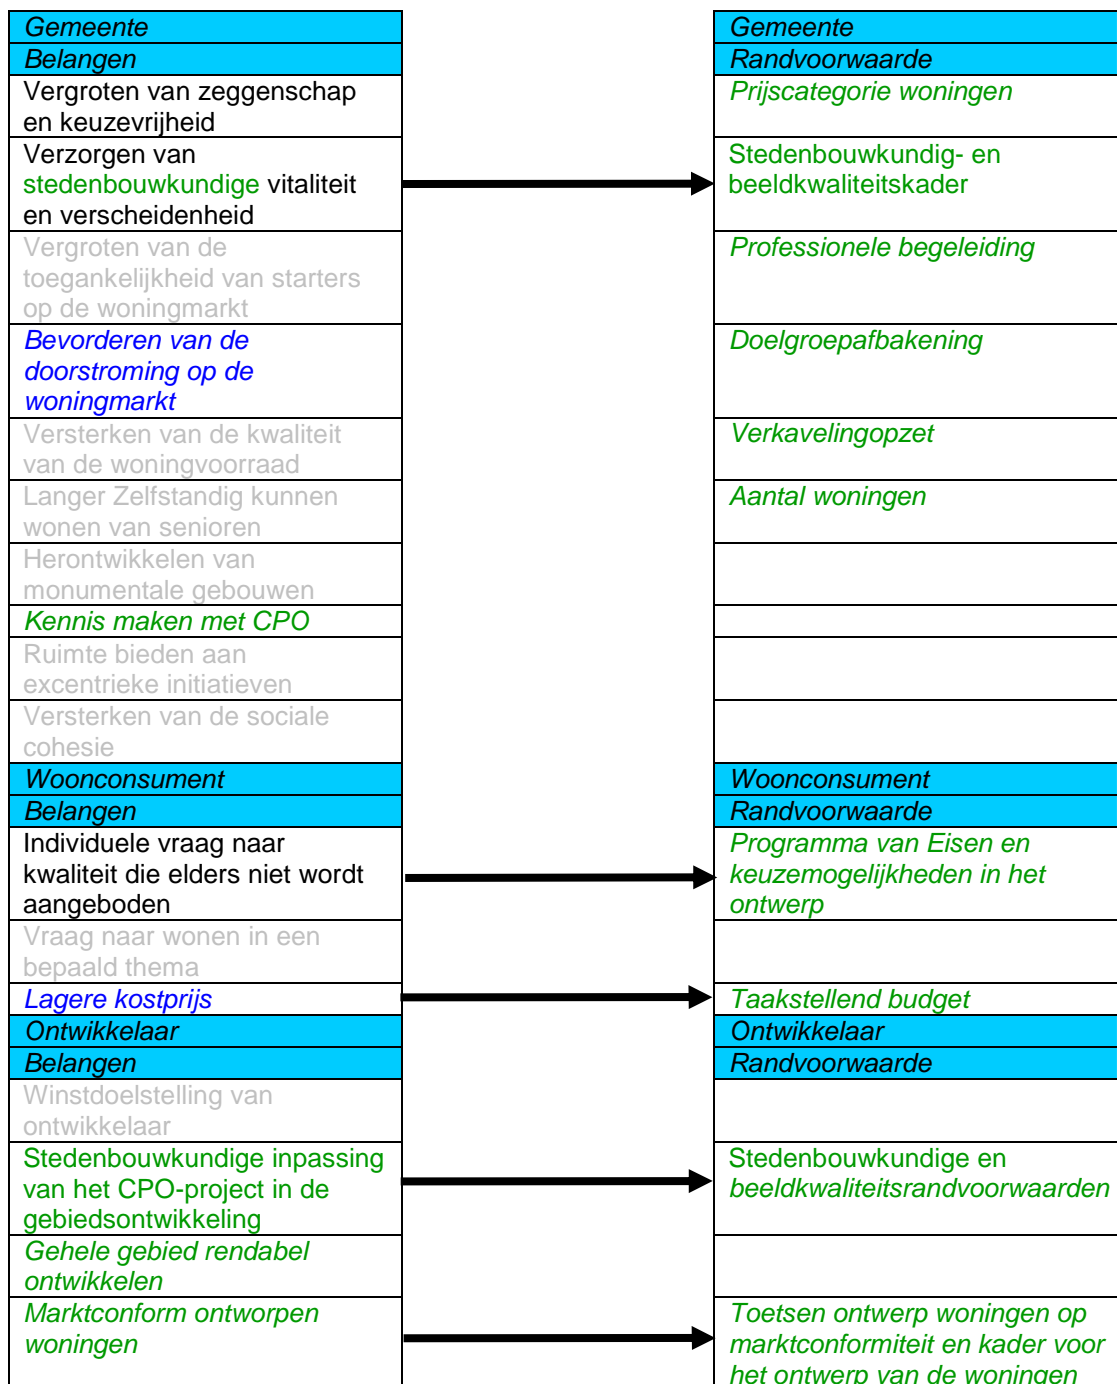 Gemeente
Belangen
Vergroten van zeggenschap
en keuzevrijheid
Verzorgen van
stedenbouwkundige vitaliteit
en verscheidenheid
Vergroten van de
toegankelijkheid van starters
op de woningmarkt
Bevorderen van de
doorstroming op de
woningmarkt
Versterken van de kwaliteit
van de woningvoorraad
Langer Zelfstandig kunnen
wonen van senioren
Herontwikkelen van
monumentale gebouwen
Kennis maken met CPO
Ruimte bieden aan
excentrieke initiatieven
Versterken van de sociale
cohesie
Woonconsument
Belangen
Individuele vraag naar
kwaliteit die elders niet wordt
aangeboden
Vraag naar wonen in een
bepaald thema
Lagere kostprijs
Ontwikkelaar
Belangen
Winstdoelstelling van
ontwikkelaar
Stedenbouwkundige inpassing
van het CPO-project in de
gebiedsontwikkeling
Gehele gebied rendabel
ontwikkelen
Marktconform ontworpen
woningen
Gemeente
Randvoorwaarde
Prijscategorie woningen
Stedenbouwkundig- en
beeldkwaliteitskader
Professionele begeleiding
Doelgroepafbakening
Verkavelingopzet
Aantal woningen
Woonconsument
Randvoorwaarde
Programma van Eisen en
keuzemogelijkheden in het
ontwerp
Taakstellend budget
Ontwikkelaar
Randvoorwaarde
Stedenbouwkundige en
beeldkwaliteitsrandvoorwaarden
Toetsen ontwerp woningen op
marktconformiteit en kader voor
het ontwerp van de woningen